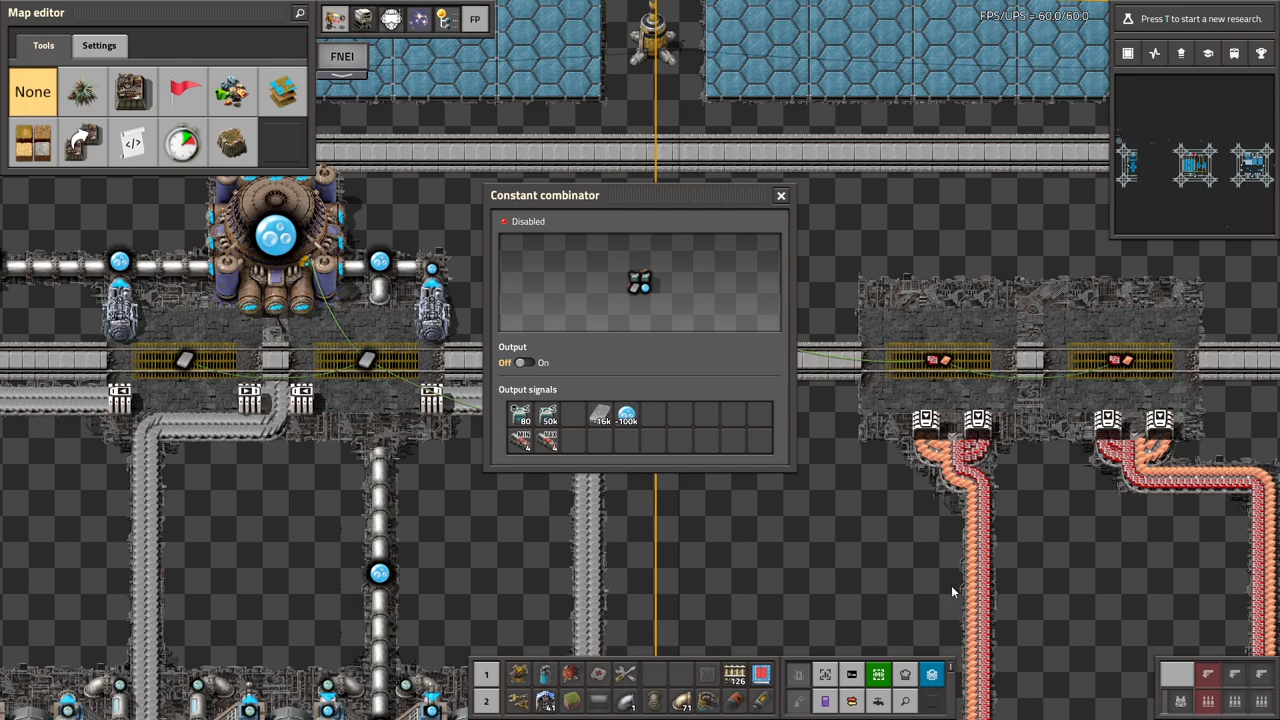 Map editor
Tools
Settings
None
</>
FP
FNEI
FPS/UPS = 60.0/60.0
Press T to start a new research.
Constant combinator
Disabled
Output
Off
On
Output signals
80
50k
-16k
-100k
MIN
4
MAX
4
1
126
2
1
71